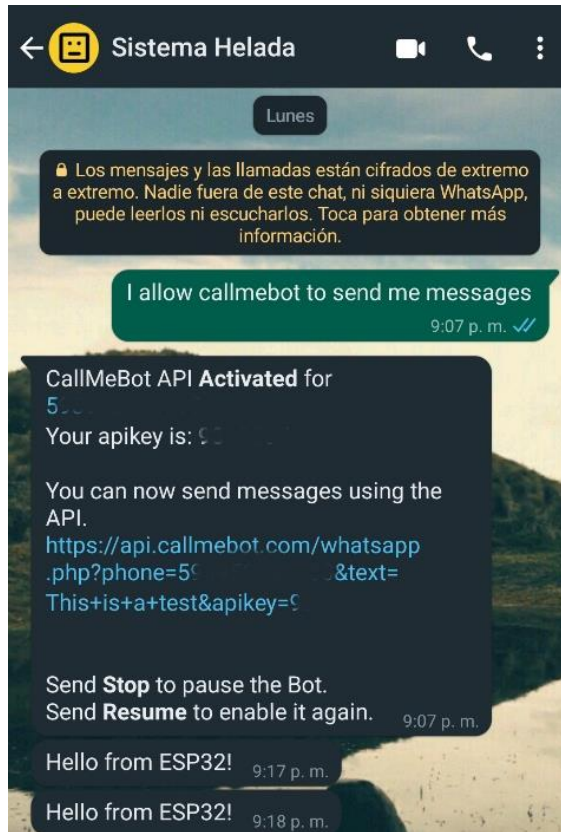 Sistema Helada
Lunes
Los mensajes y las llamadas están cifrados de extremo
a extremo. Nadie fuera de este chat, ni siquiera WhatsApp,
puede leerlos ni escucharlos. Toca para obtener más
información.
I allow callmebot to send me messages
9:07 p. m.
CallMeBot API Activated for
Your apikey is:
You can now send messages using the
API.
https://api.callmebot.com/whatsapp
.php?phone=5 &text=
This+is+a+test&apikey=9
Send Stop to pause the Bot.
Send Resume to enable it again. 9:07 p. m.
Hello from ESP32! 9:17 p. m.
Hello from ESP32! 9:18 p. m.